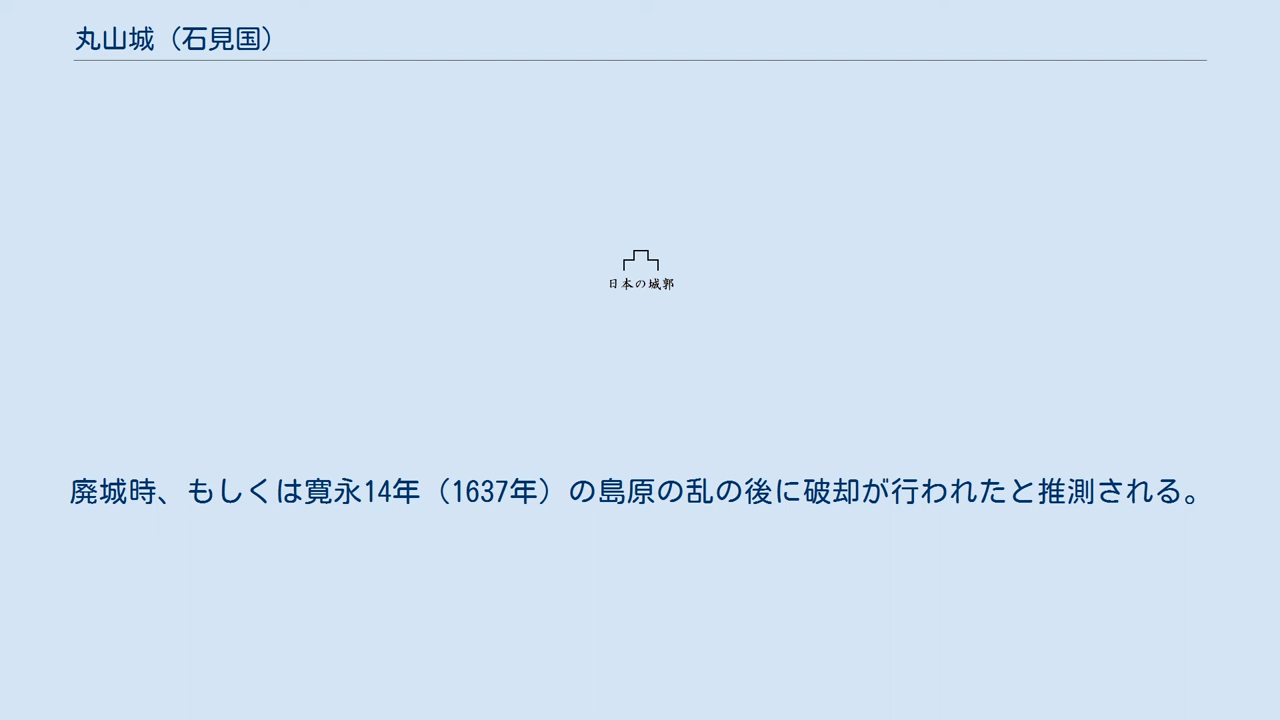 丸山城（石見国）
日本の城郭
廃城時、もしくは寛永14年（1637年）の島原の乱の後に破却が行われたと推測される。